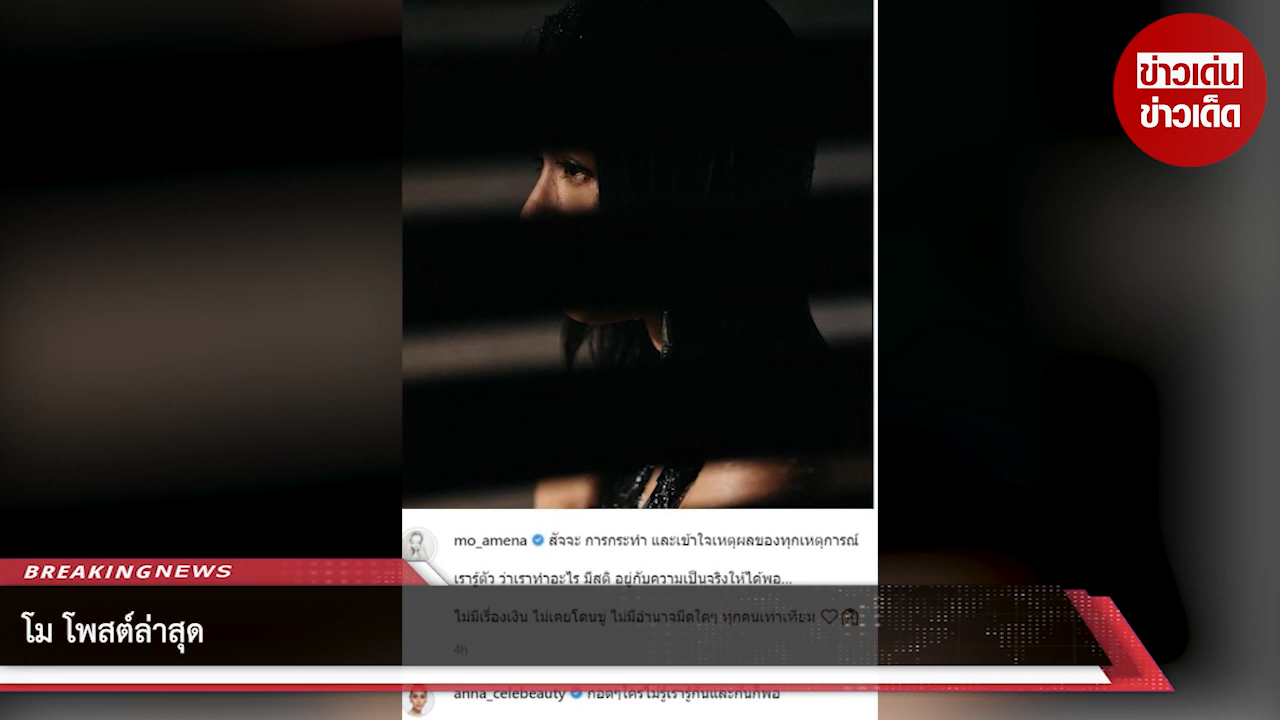 ข่าวเด่น
ข่าวเด็ด
mo_amena สัจจะ การกระทำ และเข้าใจเหตุผลของทุกเหตุการณ์
เรารู้ตัว ว่าเราทำอะไร มีสติ อยู่กับความเป็นจริงให้ได้พอ...
ไม่มีเรื่องเงิน ไม่เคยโดนขู่ ไม่มีอำนาจมืดใดๆ ทุกคนเท่าเทียม
4h
BREAKING NEWS
โม โพสต์ล่าสุด
anna_celebeauty กอดๆใครไม่รู้เรารู้กันและกันก็พอ